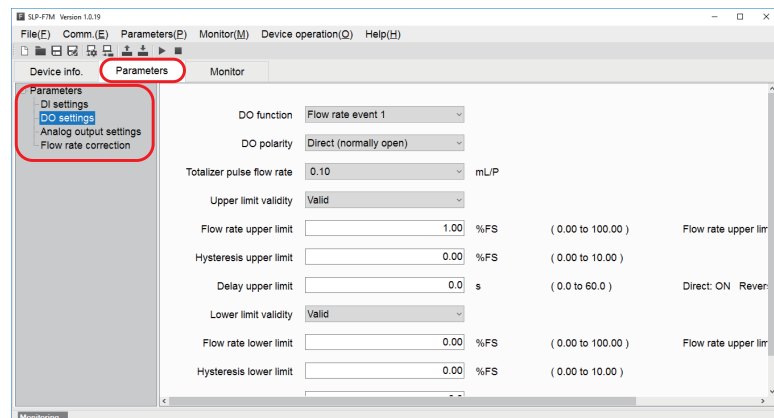 SLP-F7M Version 1.0.19
File(F) Comm.(E) Parameters(P) Monitor(M) Device operation(O) Help(H)
Device info. Parameters Monitor
Parameters
DI settings
DO settings
Analog output settings
Flow rate correction
DO function Flow rate event 1
DO polarity Direct (normally open)
Totalizer pulse flow rate 0.10 mL/P
Upper limit validity Valid
Flow rate upper limit 1.00 %FS ( 0.00 to 100.00 ) Flow rate upper lim
Hysteresis upper limit 0.00 %FS ( 0.00 to 10.00 )
Delay upper limit 0.0 s ( 0.0 to 60.0 ) Direct: ON Revers
Lower limit validity Valid
Flow rate lower limit 0.00 %FS ( 0.00 to 100.00 ) Flow rate upper lim
Hysteresis lower limit 0.00 %FS ( 0.00 to 10.00 )
Monitoring